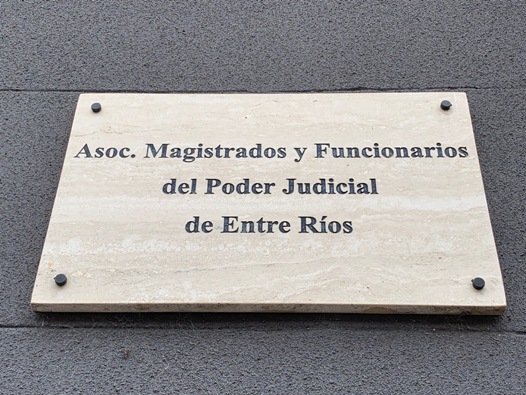 Asoc. Magistrados y Funcionarios
del Poder Judicial
de Entre Ríos